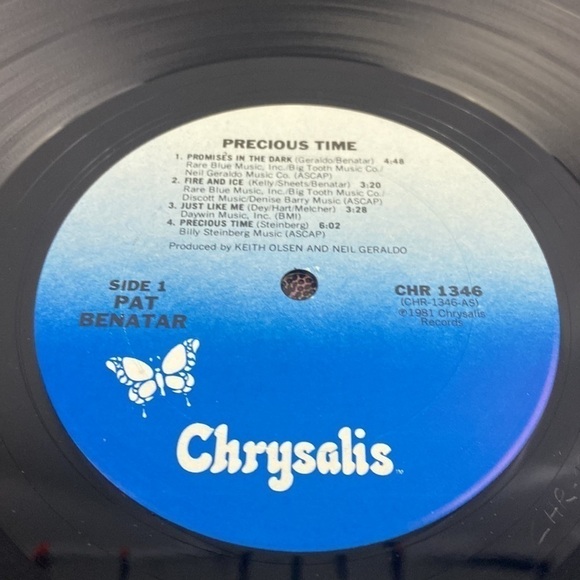 PRECIOUS TIME
1. PROMISES IN THE DARK (Geraldo/Benatar) 4:48
Rare Blue Music, Inc./Big Tooth Music Co./
Neil Geraldo Music Co. (ASCAP)
2. FIRE AND ICE (Kelly/Sheets/Benatar) 3:20
Rare Blue Music, Inc./Big Tooth Music Co./
Discott Music/Denise Barry Music (ASCAP)
3. JUST LIKE ME (Dey/Hart/Melcher) 3:28
Daywin Music, Inc. (BMI)
4. PRECIOUS TIME (Steinberg) 6:02
Billy Steinberg Music (ASCAP)
Produced by KEITH OLSEN AND NEIL GERALDO
SIDE 1
PAT
BENATAR
CHR 1346
(CHR-1346-AS)
℗1981 Chrysalis
Records
Chrysalis™